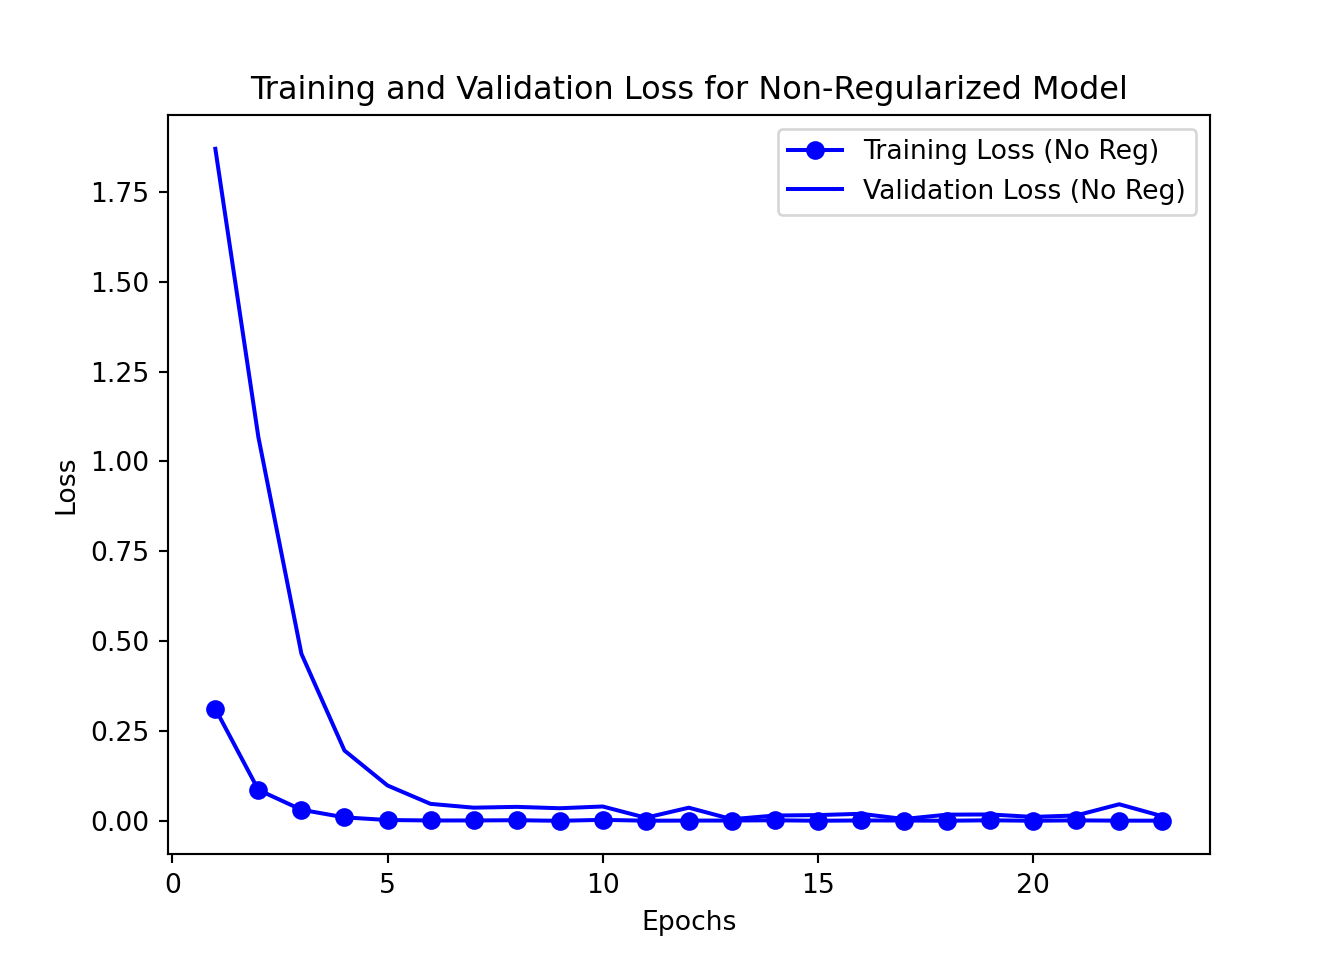 Training and Validation Loss for Non-Regularized Model
Training Loss (No Reg)
Validation Loss (No Reg)
1.75
1.50
1.25
1.00
0.75
0.50
0.25
0.00
Loss
0 5 10 15 20
Epochs